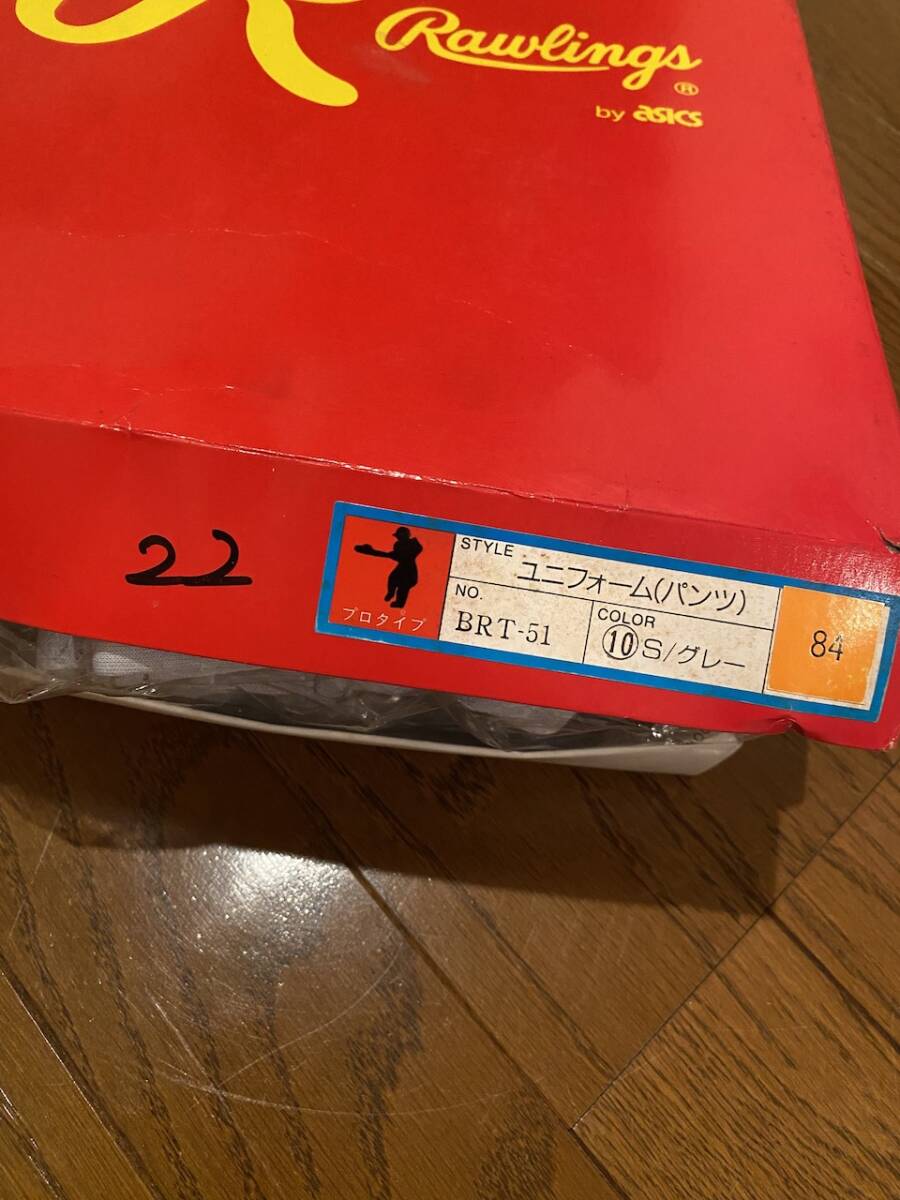 Rawlings
®
by asics
22
プロタイプ
STYLE ユニフォーム(パンツ)
NO. BRT-51
COLOR ⑩S/グレー
84